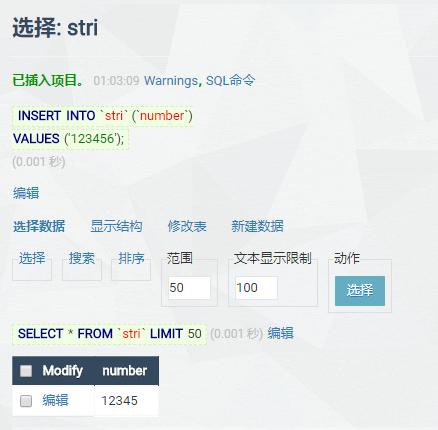 选择: stri
已插入项目。 01:03:09 Warnings, SQL命令
INSERT INTO `stri` (`number`)
VALUES ('123456');
(0.001 秒)
编辑
选择数据 显示结构 修改表 新建数据
选择 搜索 排序 范围 文本显示限制 动作
50 100 选择
SELECT * FROM `stri` LIMIT 50 (0.001 秒) 编辑
Modify number
编辑 12345